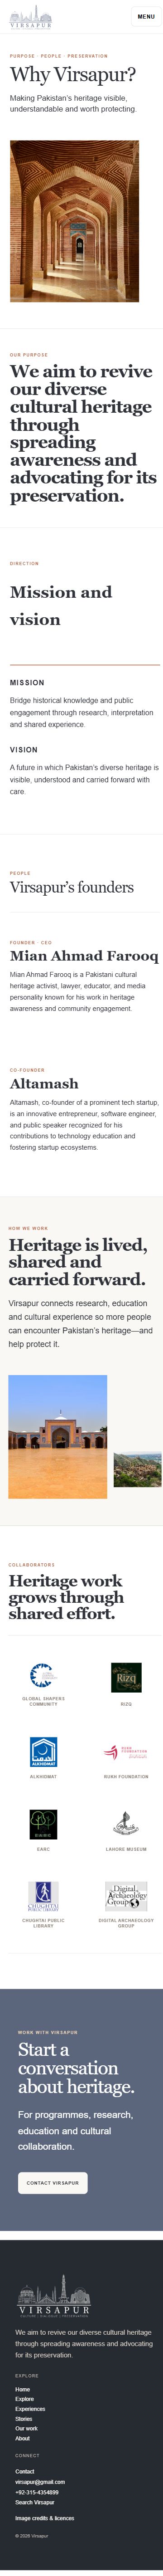 VIRSAPUR
MENU
PURPOSE · PEOPLE · PRESERVATION
Why Virsapur?
Making Pakistan's heritage visible,
understandable and worth protecting.
OUR PURPOSE
We aim to revive
our diverse
cultural heritage
through
spreading
awareness and
advocating for its
preservation.
DIRECTION
Mission and
vision
MISSION
Bridge historical knowledge and public
engagement through research, interpretation
and shared experience.
VISION
A future in which Pakistan's diverse heritage is
visible, understood and carried forward with
care.
PEOPLE
Virsapur's founders
FOUNDER · CEO
Mian Ahmad Farooq
Mian Ahmad Farooq is a Pakistani cultural
heritage activist, lawyer, educator, and media
personality known for his work in heritage
awareness and community engagement.
CO-FOUNDER
Altamash
Altamash, co-founder of a prominent tech startup,
is an innovative entrepreneur, software engineer,
and public speaker recognized for his
contributions to technology education and
fostering startup ecosystems.
HOW WE WORK
Heritage is lived,
shared and
carried forward.
Virsapur connects research, education
and cultural experience so more people
can encounter Pakistan's heritage—and
help protect it.
COLLABORATORS
Heritage work
grows through
shared effort.
GLOBAL SHAPERS
COMMUNITY
Rizq
RIZQ
ALKHIDMAT
RUKH FOUNDATION
EARC
LAHORE MUSEUM
CHUGHTAI PUBLIC
LIBRARY
Digital
Archaeology
Group
DIGITAL ARCHAEOLOGY
GROUP
WORK WITH VIRSAPUR
Start a
conversation
about heritage.
For programmes, research,
education and cultural
collaboration.
CONTACT VIRSAPUR
VIRSAPUR
We aim to revive our diverse cultural heritage
through spreading awareness and advocating
for its preservation.
EXPLORE
Home
Explore
Experiences
Stories
Our work
About
CONNECT
Contact
virsapur@gmail.com
+92-315-4354899
Search Virsapur
Image credits & licences
© 2026 Virsapur